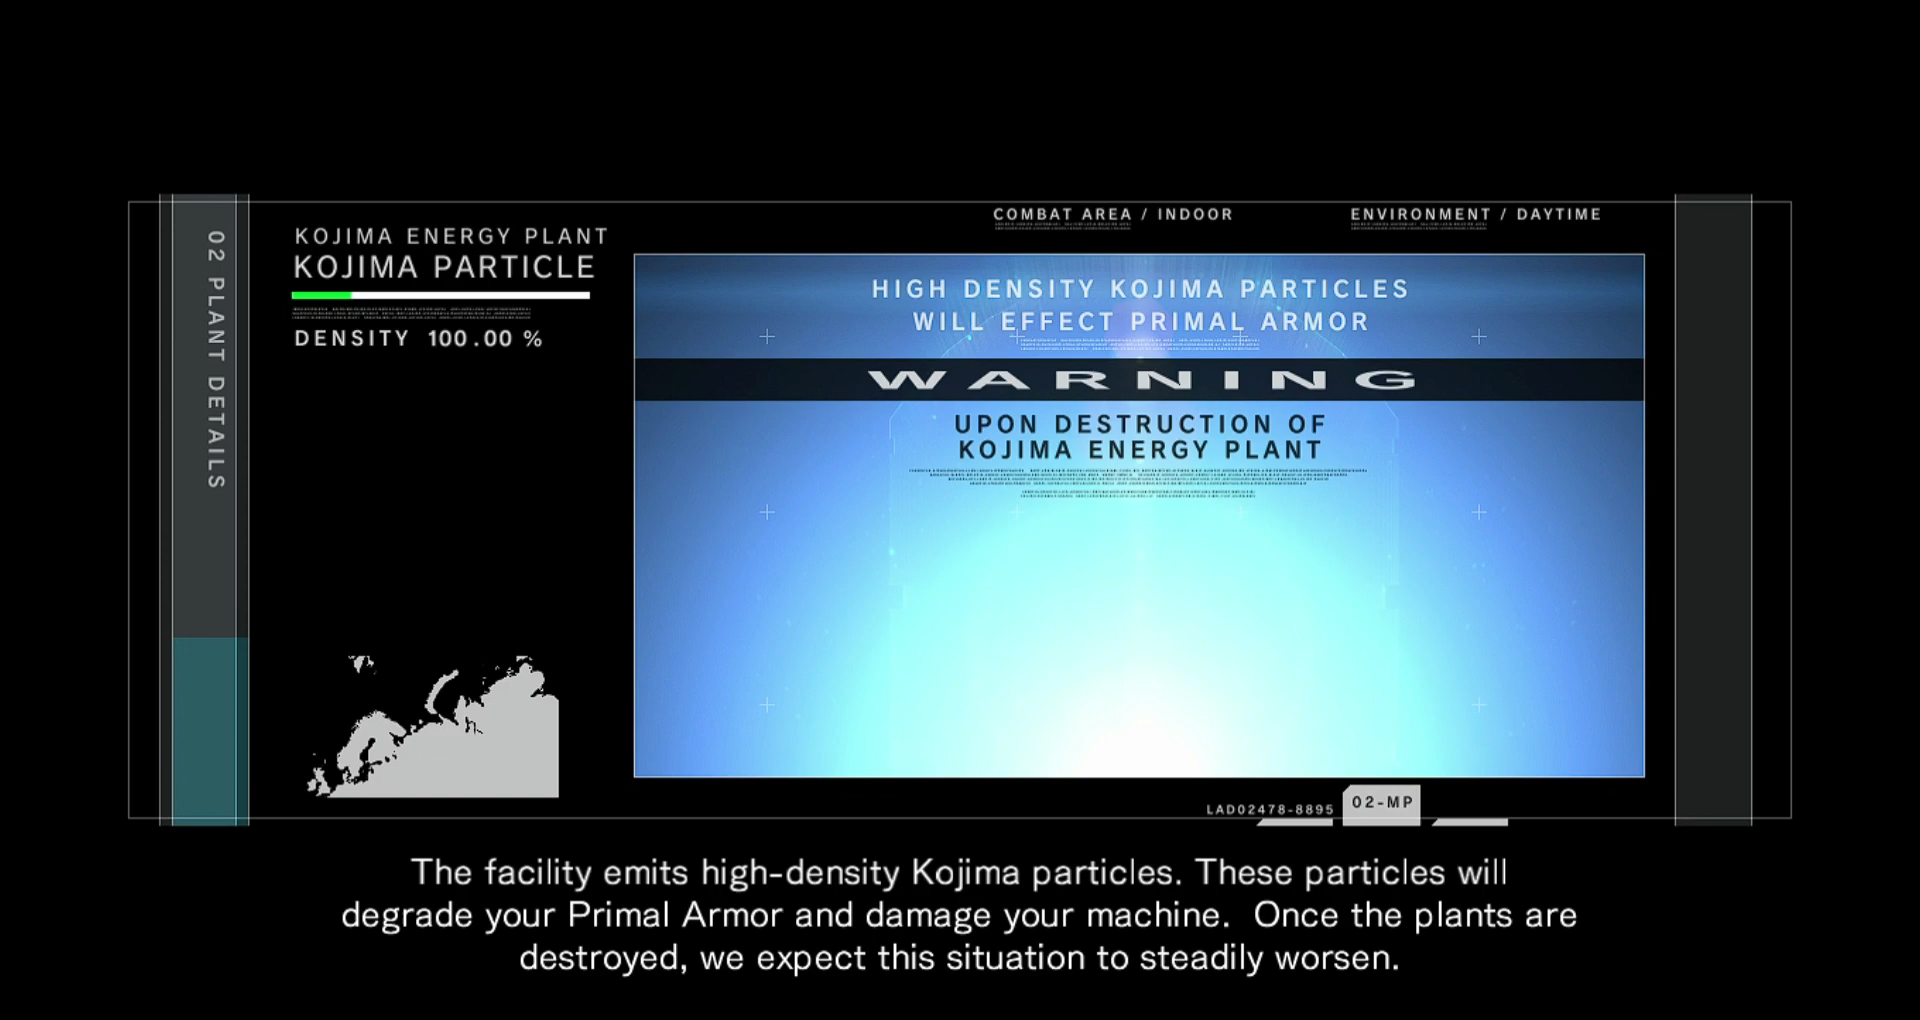 COMBAT AREA / INDOOR
ENVIRONMENT / DAYTIME
02 PLANT DETAILS
KOJIMA ENERGY PLANT
KOJIMA PARTICLE
DENSITY 100.00 %
HIGH DENSITY KOJIMA PARTICLES
WILL EFFECT PRIMAL ARMOR
WARNING
UPON DESTRUCTION OF
KOJIMA ENERGY PLANT
LAD02478-8895
02-MP
The facility emits high-density Kojima particles. These particles will
degrade your Primal Armor and damage your machine.  Once the plants are
destroyed, we expect this situation to steadily worsen.